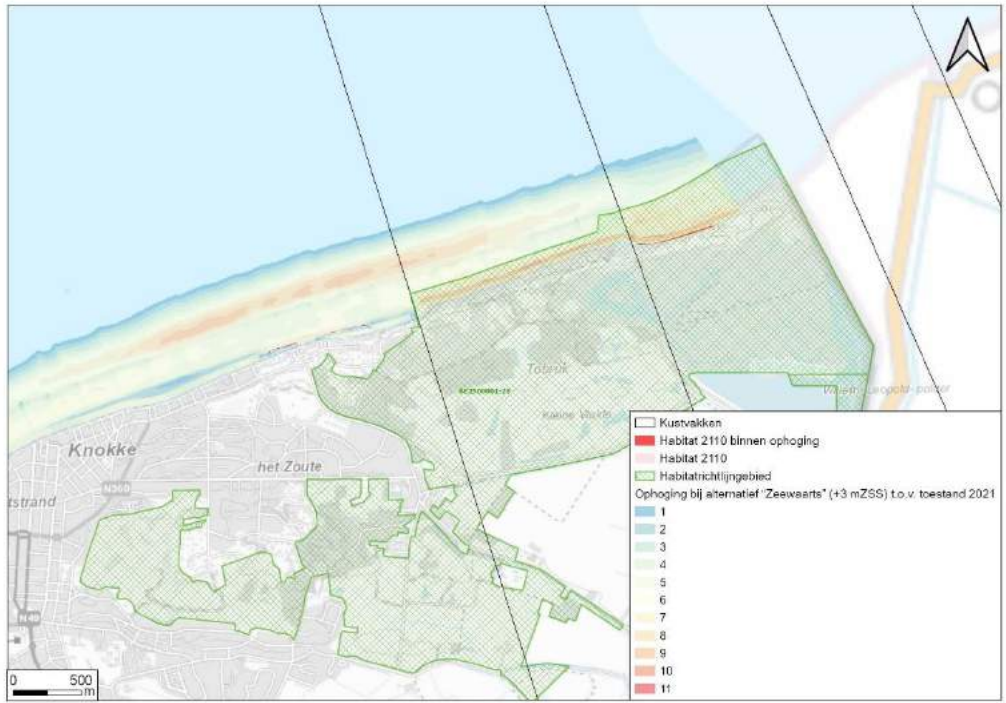 Tobruk
Kleine Vlakte
Willem-Leopold-polder
Knokke
het Zoute
N300
tstrand
N49
0 500
m
Kustvakken
Habitat 2110 binnen ophoging
Habitat 2110
Habitatrichtlijngebied
Ophoging bij alternatief "Zeewaarts" (+3 mZSS) t.o.v. toestand 2021
1
2
3
4
5
6
7
8
9
10
11